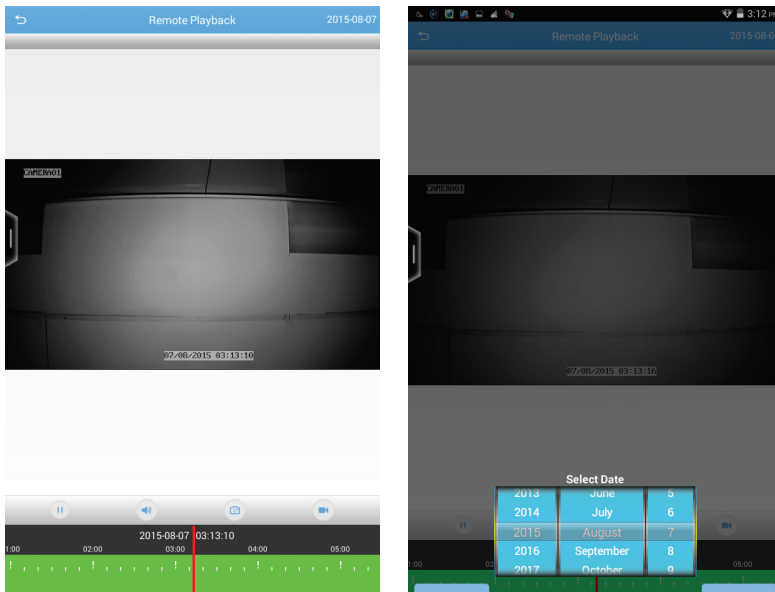 Remote Playback 2015-08-07
CAMERA01
07/08/2015 03:13:10
2015-08-07 03:13:10
1:00 02:00 03:00 04:00 05:00
3:12 P
Remote Playback 2015-08-0
CAMERA01
07/08/2015 03:13:16
Select Date
2013 June 5
2014 July 6
2015 August 7
2016 September 8
2017 October 9
1:00 02 05:00